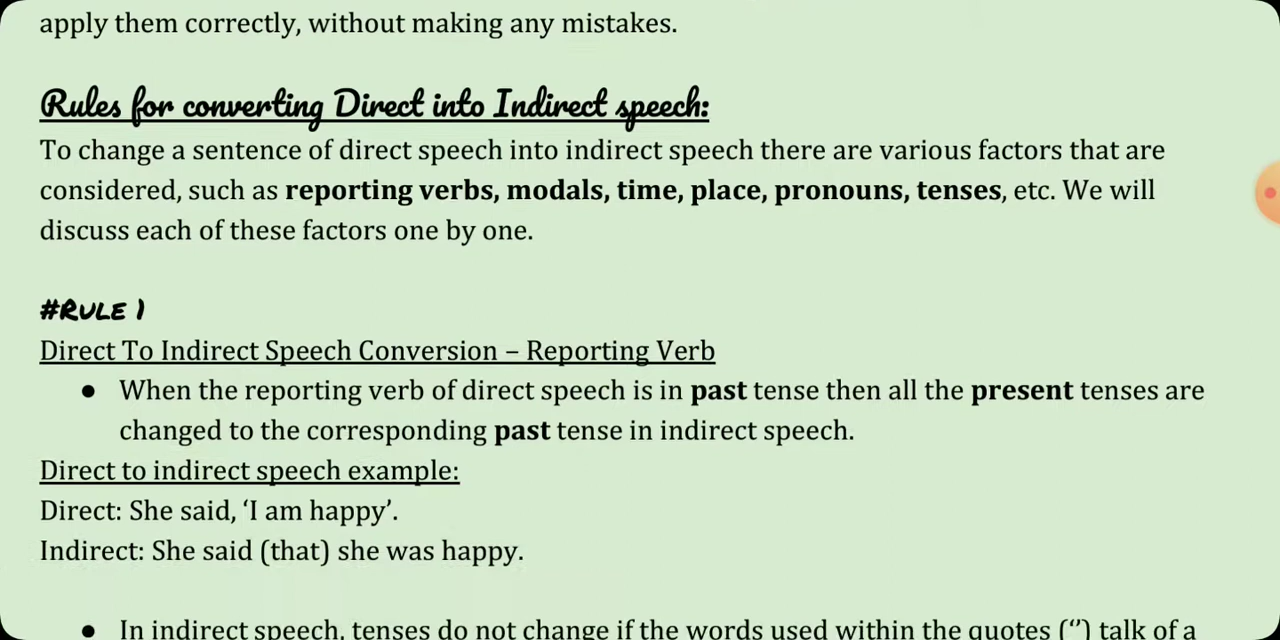 apply them correctly, without making any mistakes.
Rules for converting Direct into Indirect speech:
To change a sentence of direct speech into indirect speech there are various factors that are
considered, such as reporting verbs, modals, time, place, pronouns, tenses, etc. We will
discuss each of these factors one by one.
#RULE 1
Direct To Indirect Speech Conversion – Reporting Verb
● When the reporting verb of direct speech is in past tense then all the present tenses are
changed to the corresponding past tense in indirect speech.
Direct to indirect speech example:
Direct: She said, ‘I am happy’.
Indirect: She said (that) she was happy.
● In indirect speech, tenses do not change if the words used within the quotes (‘’) talk of a